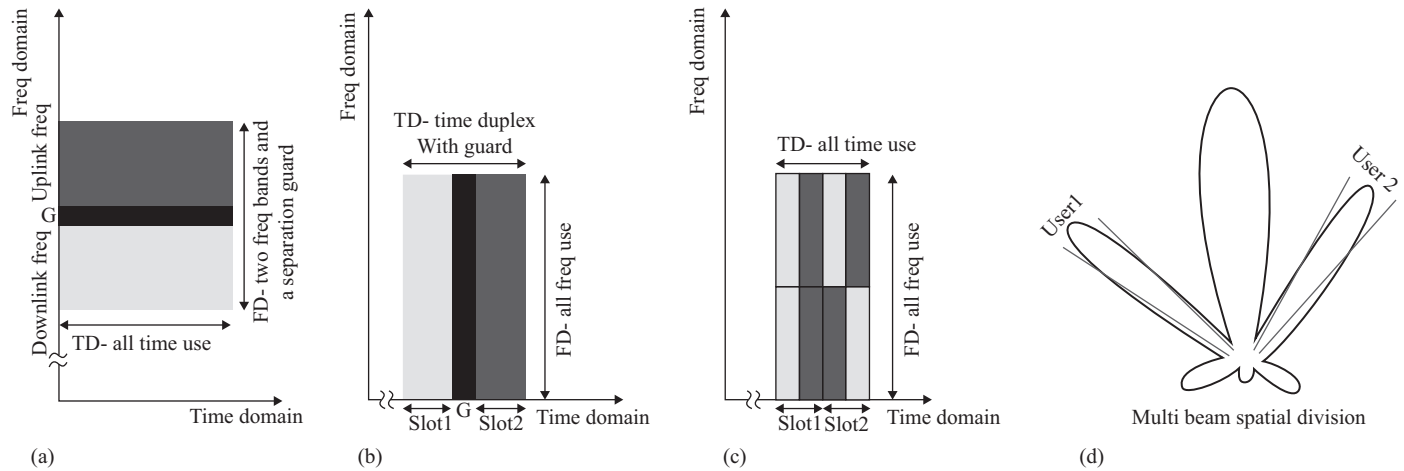 Freq domain
Uplink freq
G
Downlink freq
FD- two freq bands and
a separation guard
TD- all time use
Time domain
(a)
Freq domain
TD- time duplex
With guard
FD- all freq use
Slot1
G
Slot2
Time domain
(b)
Freq domain
TD- all time use
FD- all freq use
Slot1
Slot2
Time domain
(c)
User1
User 2
Multi beam spatial division
(d)